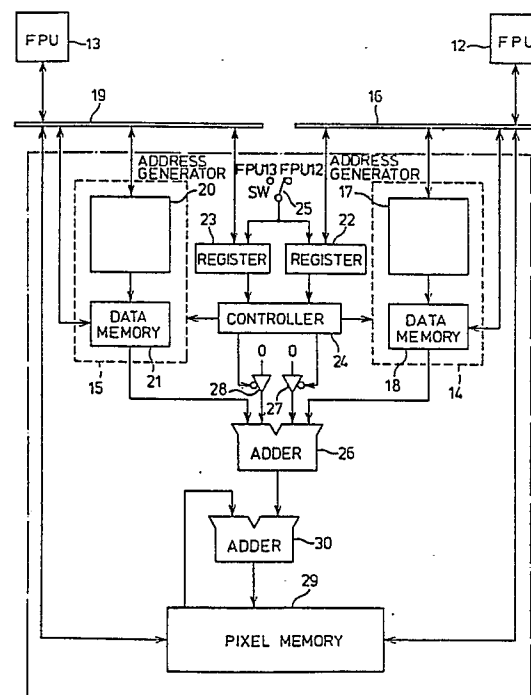 FPU
13
FPU
12
19
16
ADDRESS
GENERATOR
20
FPU13 FPU12
SW
25
ADDRESS
GENERATOR
17
23
REGISTER
22
REGISTER
CONTROLLER
24
DATA
MEMORY
21
15
DATA
MEMORY
18
14
0
0
28
27
ADDER
26
ADDER
30
29
PIXEL MEMORY